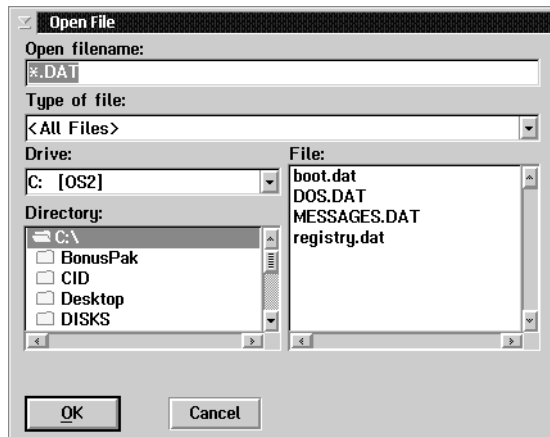 Open File
Open filename:
*.DAT
Type of file:
<All Files>
Drive:
C: [OS2]
Directory:
C:\
BonusPak
CID
Desktop
DISKS
File:
boot.dat
DOS.DAT
MESSAGES.DAT
registry.dat
OK
Cancel